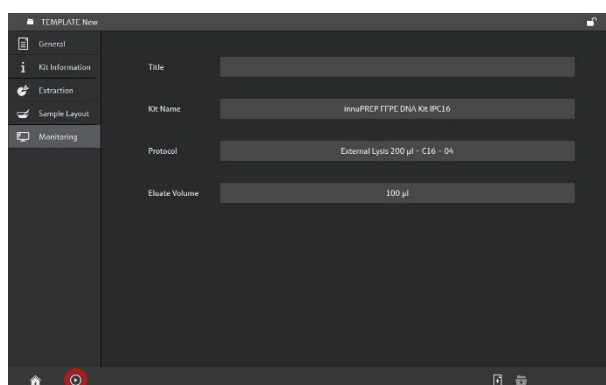 TEMPLATE New
General
Kit Information
Extraction
Sample Layout
Monitoring
Title
Kit Name
innuPREP FFPE DNA Kit IPC16
Protocol
External Lysis 200 µl – C16 – 04
Eluate Volume
100 µl